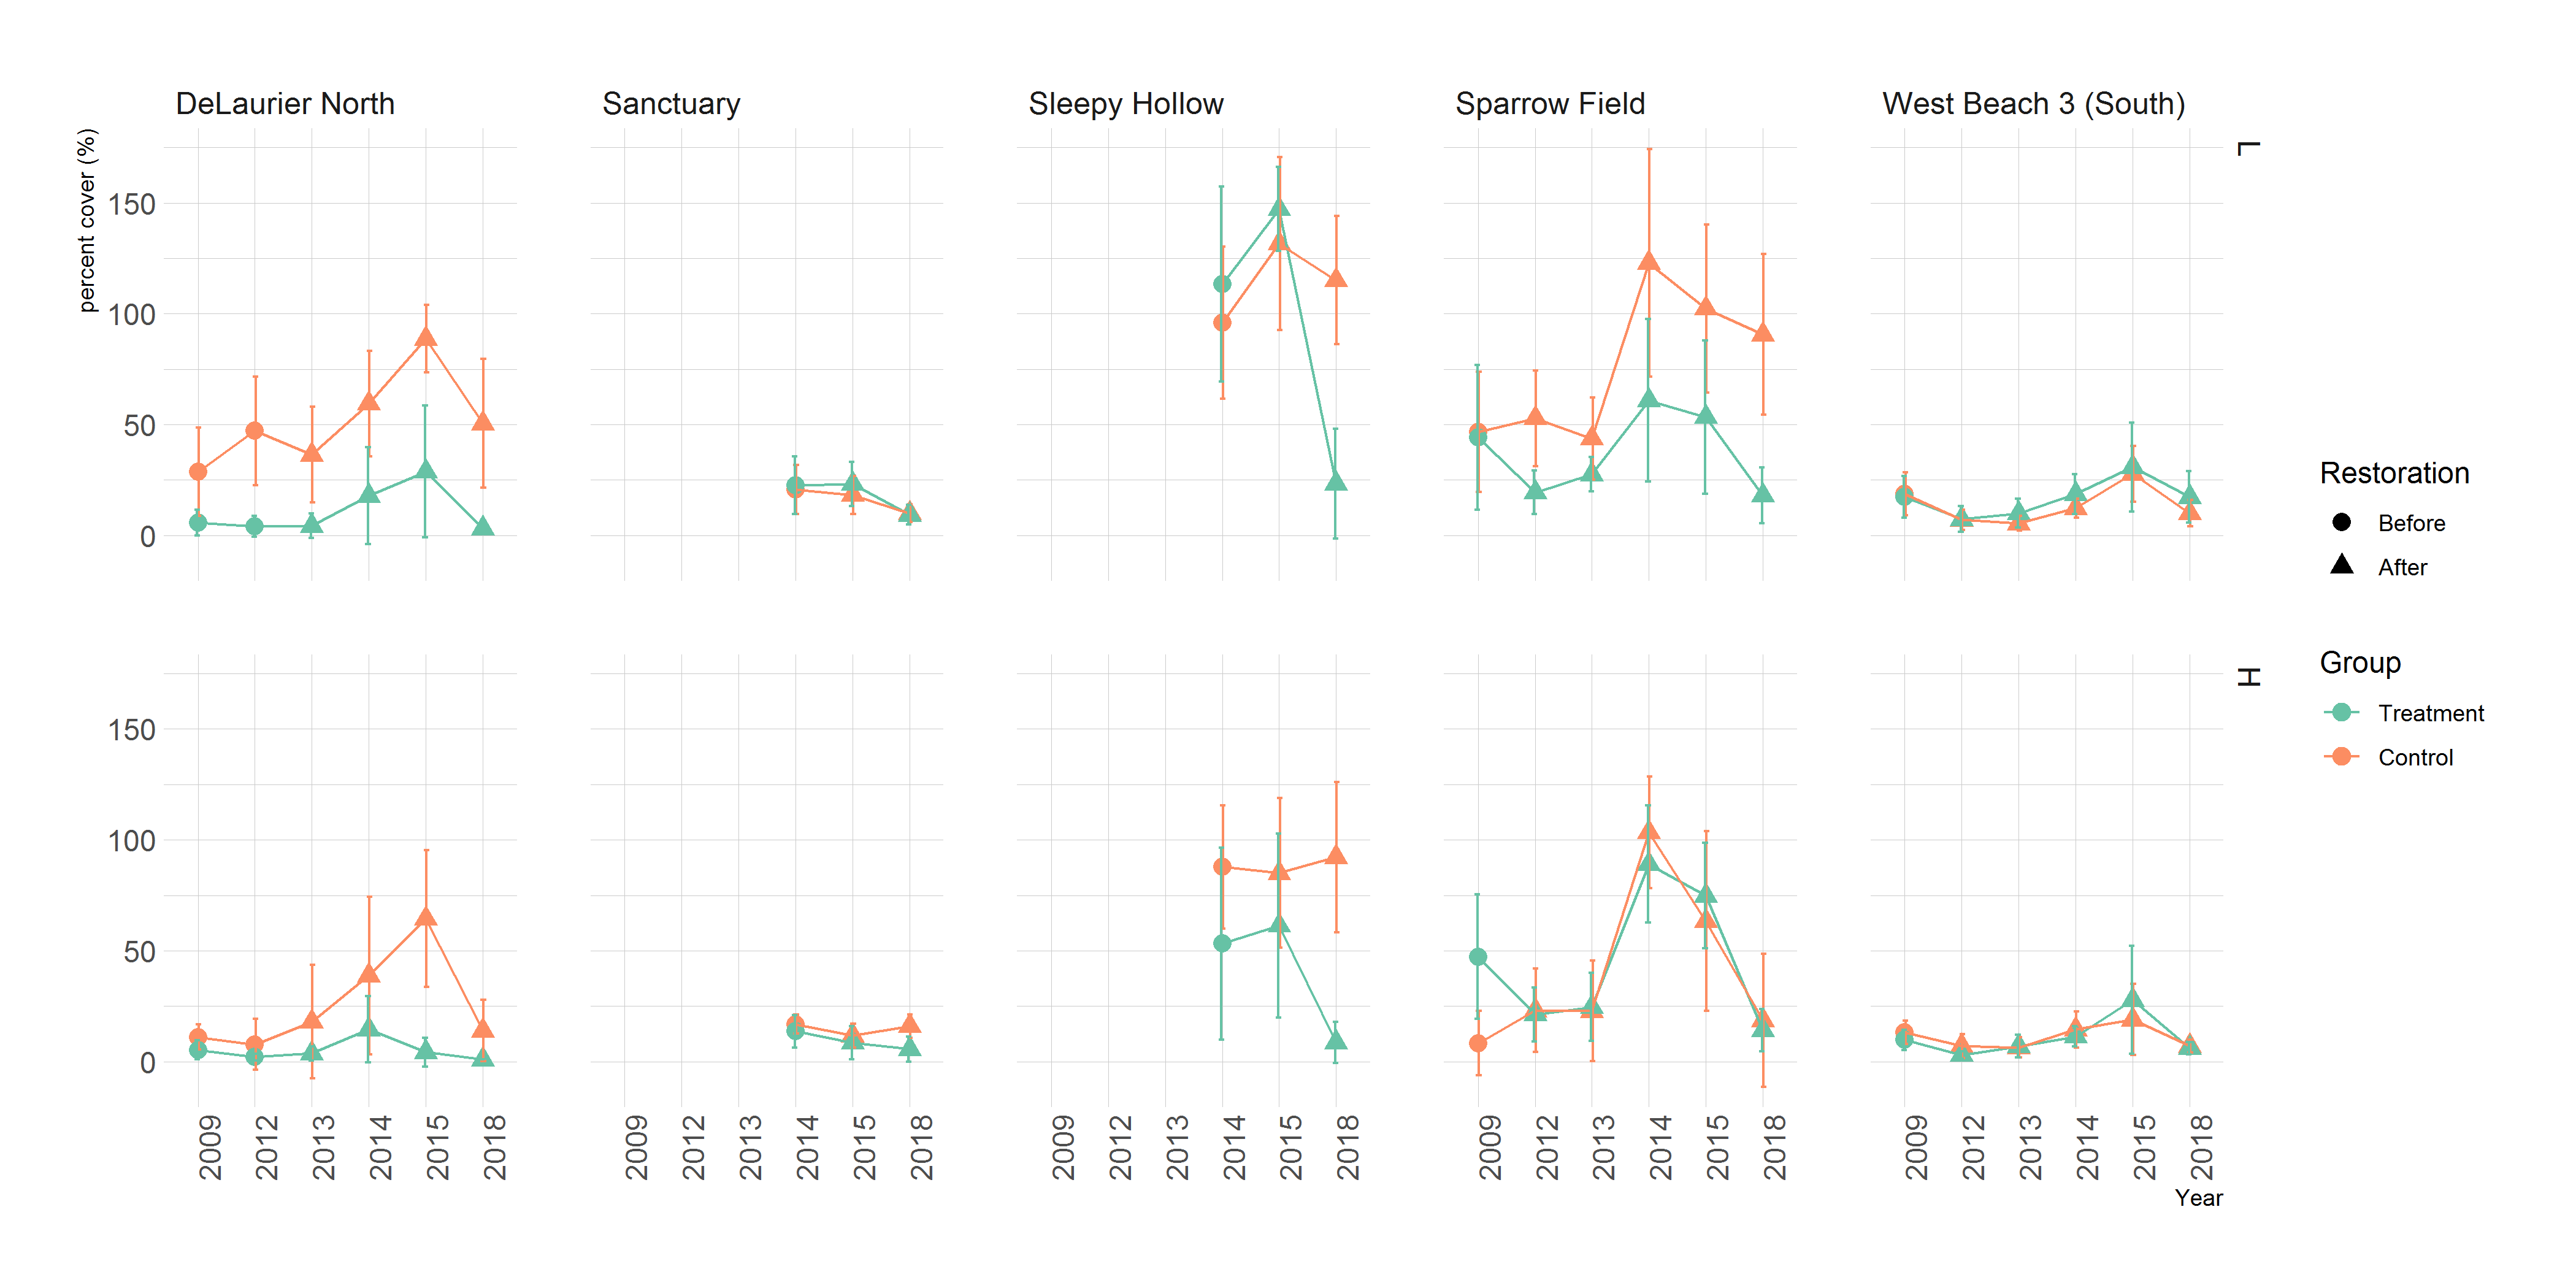 DeLaurier North
Sanctuary
Sleepy Hollow
Sparrow Field
West Beach 3 (South)
percent cover (%)
L
150
100
50
0
H
150
100
50
0
2009 2012 2013 2014 2015 2018
2009 2012 2013 2014 2015 2018
2009 2012 2013 2014 2015 2018
2009 2012 2013 2014 2015 2018
2009 2012 2013 2014 2015 2018
Year
Restoration
Before
After
Group
Treatment
Control